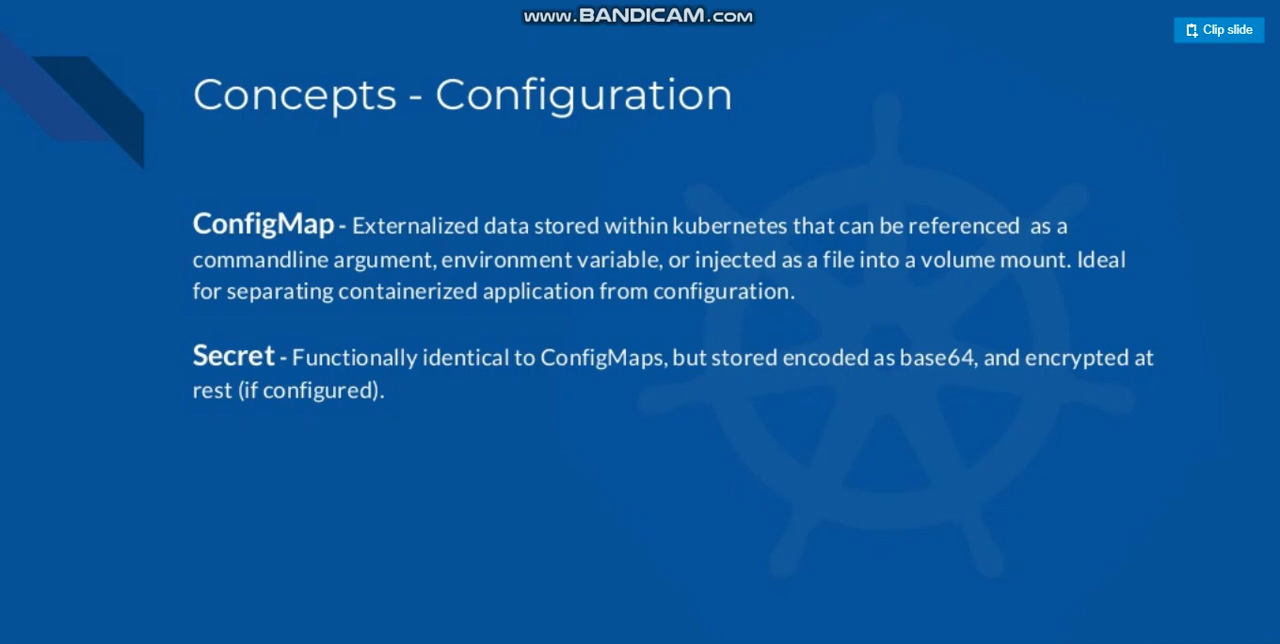 www.BANDICAM.com
Clip slide
Concepts - Configuration
ConfigMap - Externalized data stored within kubernetes that can be referenced as a
commandline argument, environment variable, or injected as a file into a volume mount. Ideal
for separating containerized application from configuration.
Secret - Functionally identical to ConfigMaps, but stored encoded as base64, and encrypted at
rest (if configured).